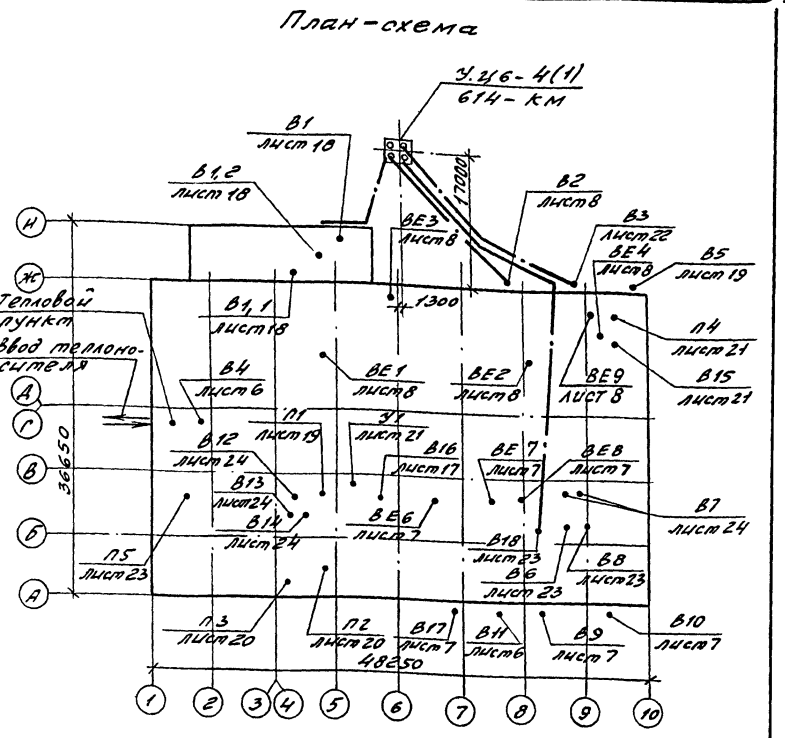 План-схема
У.Ц6-4(1)
614-КМ
В1
лист 18
В1,2
лист 18
ВЕ3
лист 8
17000
В2
лист 8
В3
лист 22
ВЕ4
лист 8
В5
лист 19
И
Ж
1300
В1,1
лист 18
Тепловой
пункт
Ввод теплоно-
сителя
П4
лист 21
В4
лист 6
ВЕ1
лист 8
ВЕ2
лист 8
ВЕ9
лист 8
В15
лист 21
Д
Г
П1
лист 19
У1
лист 21
В12
лист 24
В16
лист 17
ВЕ7
лист 7
ВЕ8
лист 7
В
36650
В13
лист 24
В14
лист 24
ВЕ6
лист 7
В7
лист 24
Б
В18
лист 23
В8
лист 23
П5
лист 23
В6
лист 23
А
П3
лист 20
П2
лист 20
В17
лист 7
В11
лист 6
В9
лист 7
В10
лист 7
48250
1
2
3
4
5
6
7
8
9
10